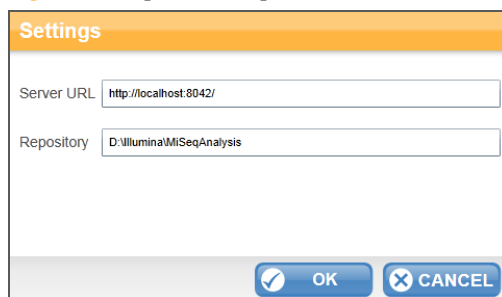 Settings
Server URL http://localhost:8042/
Repository D:\Illumina\MiSeqAnalysis
OK CANCEL